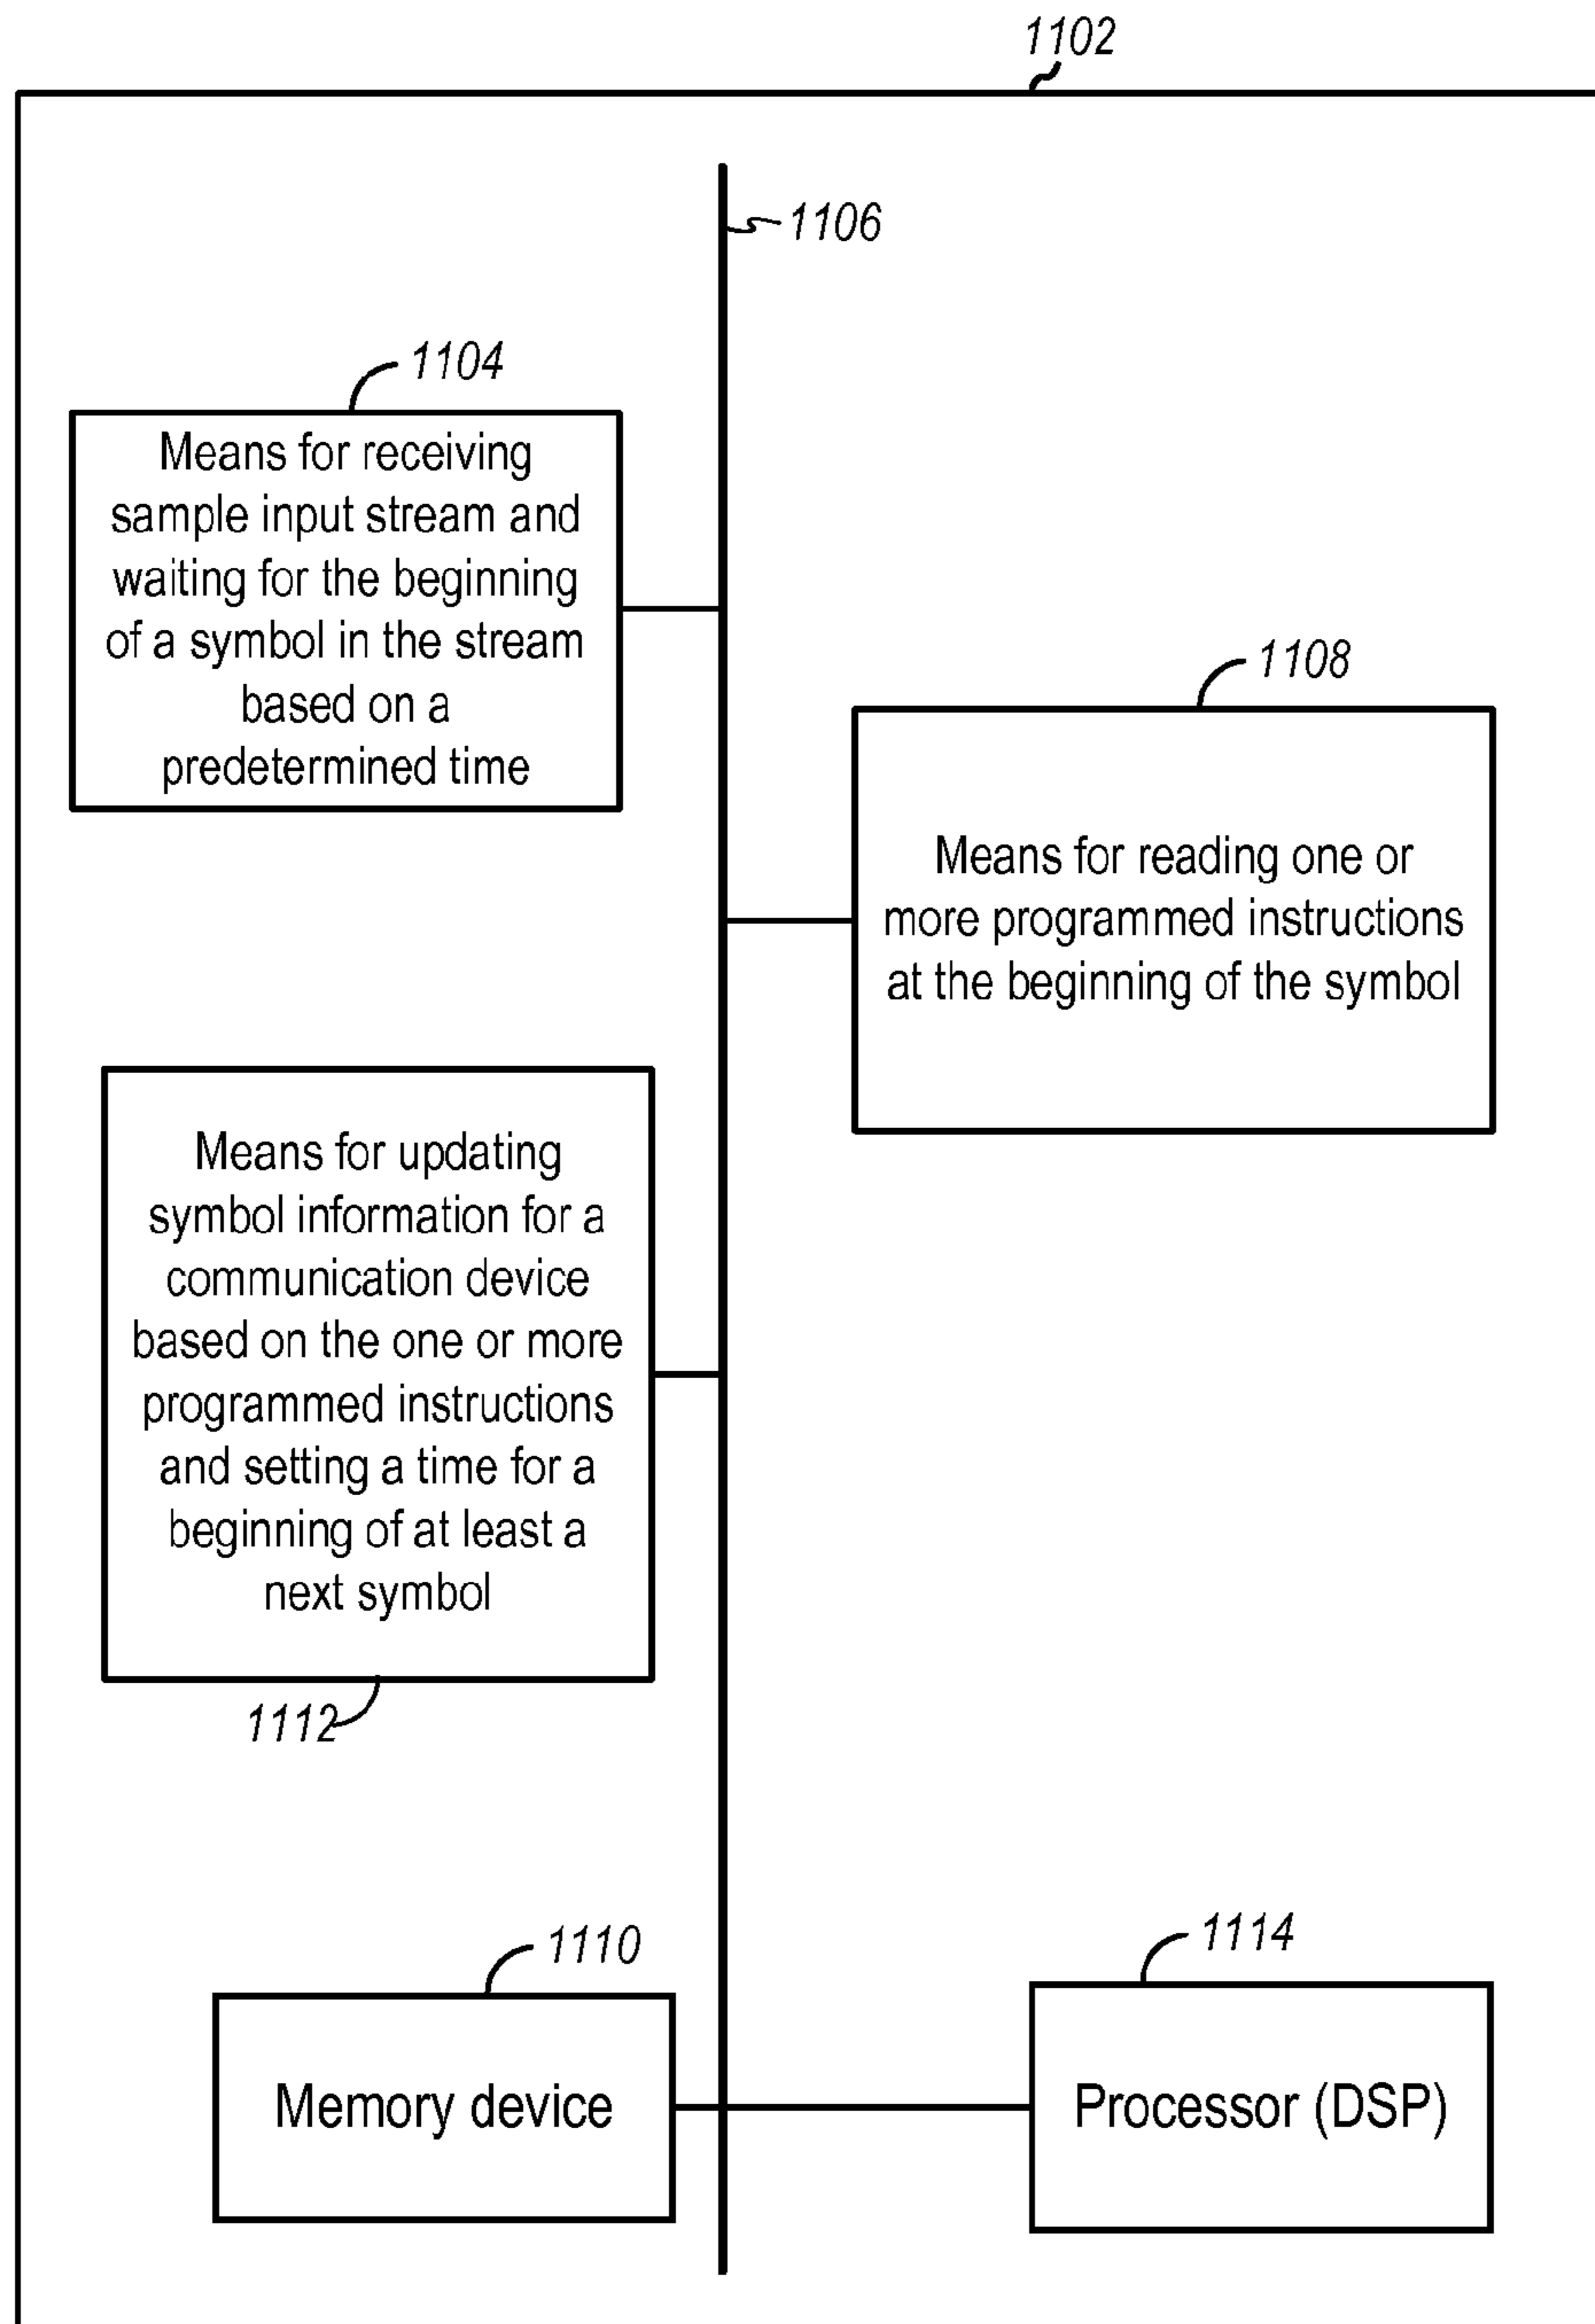 1102
1106
1104
Means for receiving
sample input stream and
waiting for the beginning
of a symbol in the stream
based on a
predetermined time
1108
Means for reading one or
more programmed instructions
at the beginning of the symbol
Means for updating
symbol information for a
communication device
based on the one or more
programmed instructions
and setting a time for a
beginning of at least a
next symbol
1112
1110
Memory device
1114
Processor (DSP)